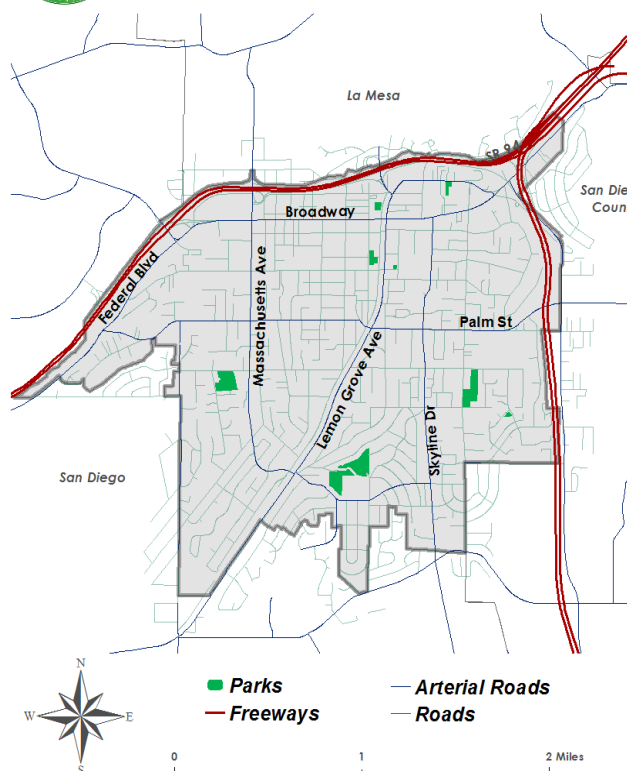 La Mesa
SR 94
San Die
Coun
Broadway
Federal Blvd
Massachusetts Ave
Palm St
Lemon Grove Ave
Skyline Dr
San Diego
N
W
E
S
Parks
Freeways
Arterial Roads
Roads
0
1
2 Miles